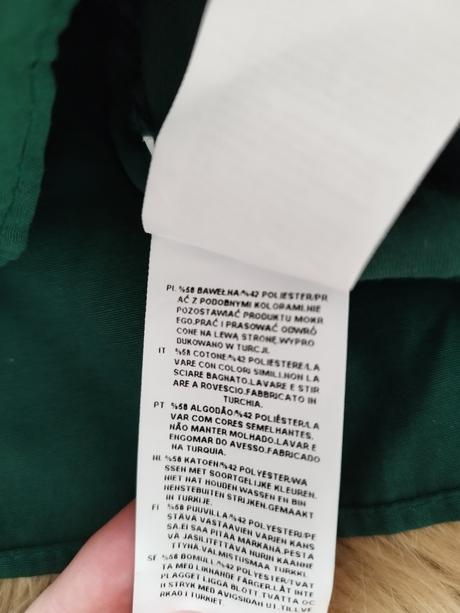 PL %58 BAWEŁNA/%42 POLIESTER/PR
AĆ Z PODOBNYMI KOLORAMI.NIE
POZOSTAWIAĆ PRODUKTU MOKR
EGO.PRAĆ I PRASOWAĆ ODWRÓ
CONE NA LEWĄ STRONĘ.WYPRO
DUKOWANO W TURCJI.
IT %58 COTONE/%42 POLIESTERE/LA
VARE CON COLORI SIMILI.NON LA
SCIARE BAGNATO.LAVARE E STIR
ARE A ROVESCIO.FABBRICATO IN
TURCHIA.
PT %58 ALGODÃO/%42 POLIÉSTER/LA
VAR COM CORES SEMELHANTES.
NÃO MANTER MOLHADO.LAVAR E
ENGOMAR DO AVESSO.FABRICADO
NA TURQUIA.
NL %58 KATOEN/%42 POLYESTER/WA
SSEN MET SOORTGELIJKE KLEUREN.
NIET NAT HOUDEN WASSEN EN BIN
NENSTEBUITEN STRIJKEN.GEMAAKT
IN TURKIJE
FI %58 PUUVILLA/%42 POLYESTERI/PE
STÄVÄ VASTAAVIEN VÄRIEN KANS
SA.EI SAA PITÄÄ MÄRKÄNÄ.PESTÄ
VÄ JA SILITETTÄVÄ NURIN KÄÄNNE
TTYNÄ.VALMISTUSMAA TURKKI.
SE %58 BOMULL/%42 POLYESTER/TVÄT
TA MED LIKNANDE FÄRGER.LÅT INTE
PLAGGET LIGGA BLÖTT.TVÄTTA OC
H STRYK MED AVIGSIDAN UT.TILLVE
RKAD I TURKIET